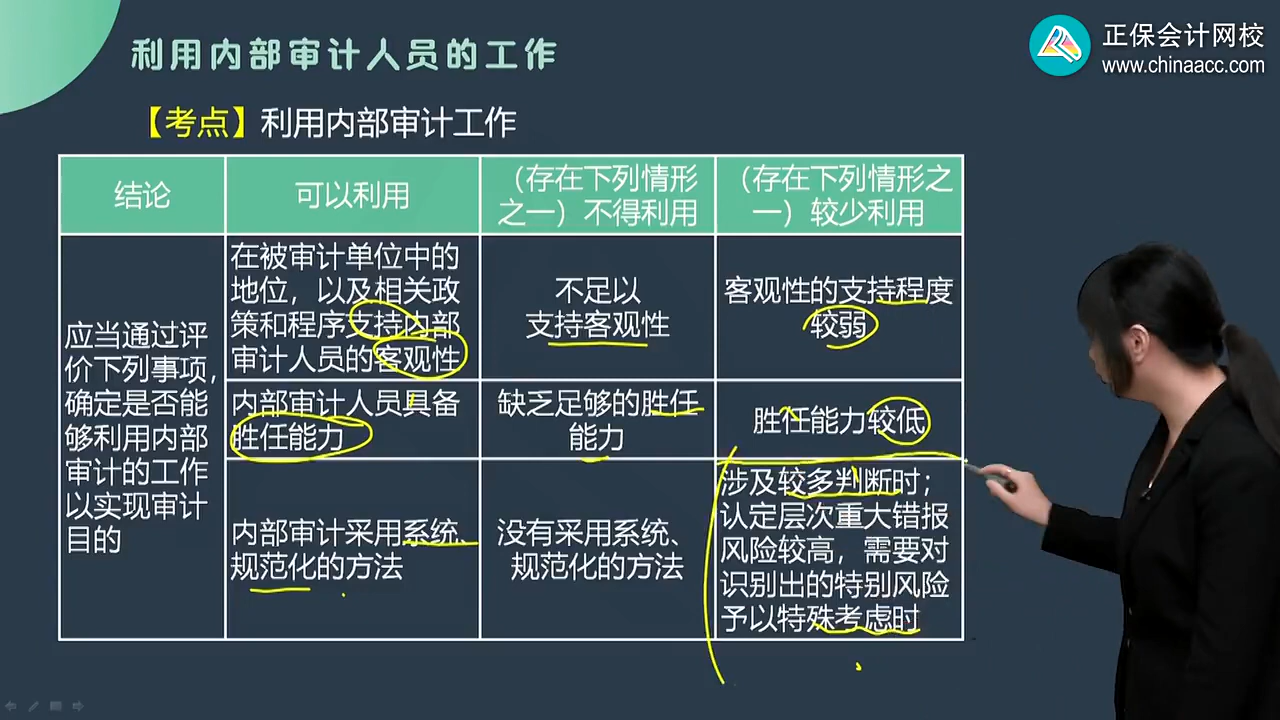 利用内部审计人员的工作
正保会计网校
www.chinaacc.com
【考点】利用内部审计工作
结论
可以利用
（存在下列情形
之一）不得利用
（存在下列情形之
一）较少利用
应当通过评
价下列事项，
确定是否能
够利用内部
审计的工作
以实现审计
目的
在被审计单位中的
地位，以及相关政
策和程序支持内部
审计人员的客观性
不足以
支持客观性
客观性的支持程度
较弱
内部审计人员具备
胜任能力
缺乏足够的胜任
能力
胜任能力较低
内部审计采用系统、
规范化的方法
没有采用系统、
规范化的方法
涉及较多判断时；
认定层次重大错报
风险较高，需要对
识别出的特别风险
予以特殊考虑时